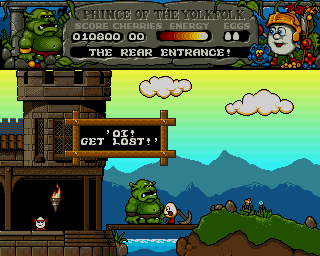 PRINCE OF THE YOLKFOLK
SCORE CHERRIES ENERGY EGGS
010800 00
THE REAR ENTRANCE!
'OI!
GET LOST!'